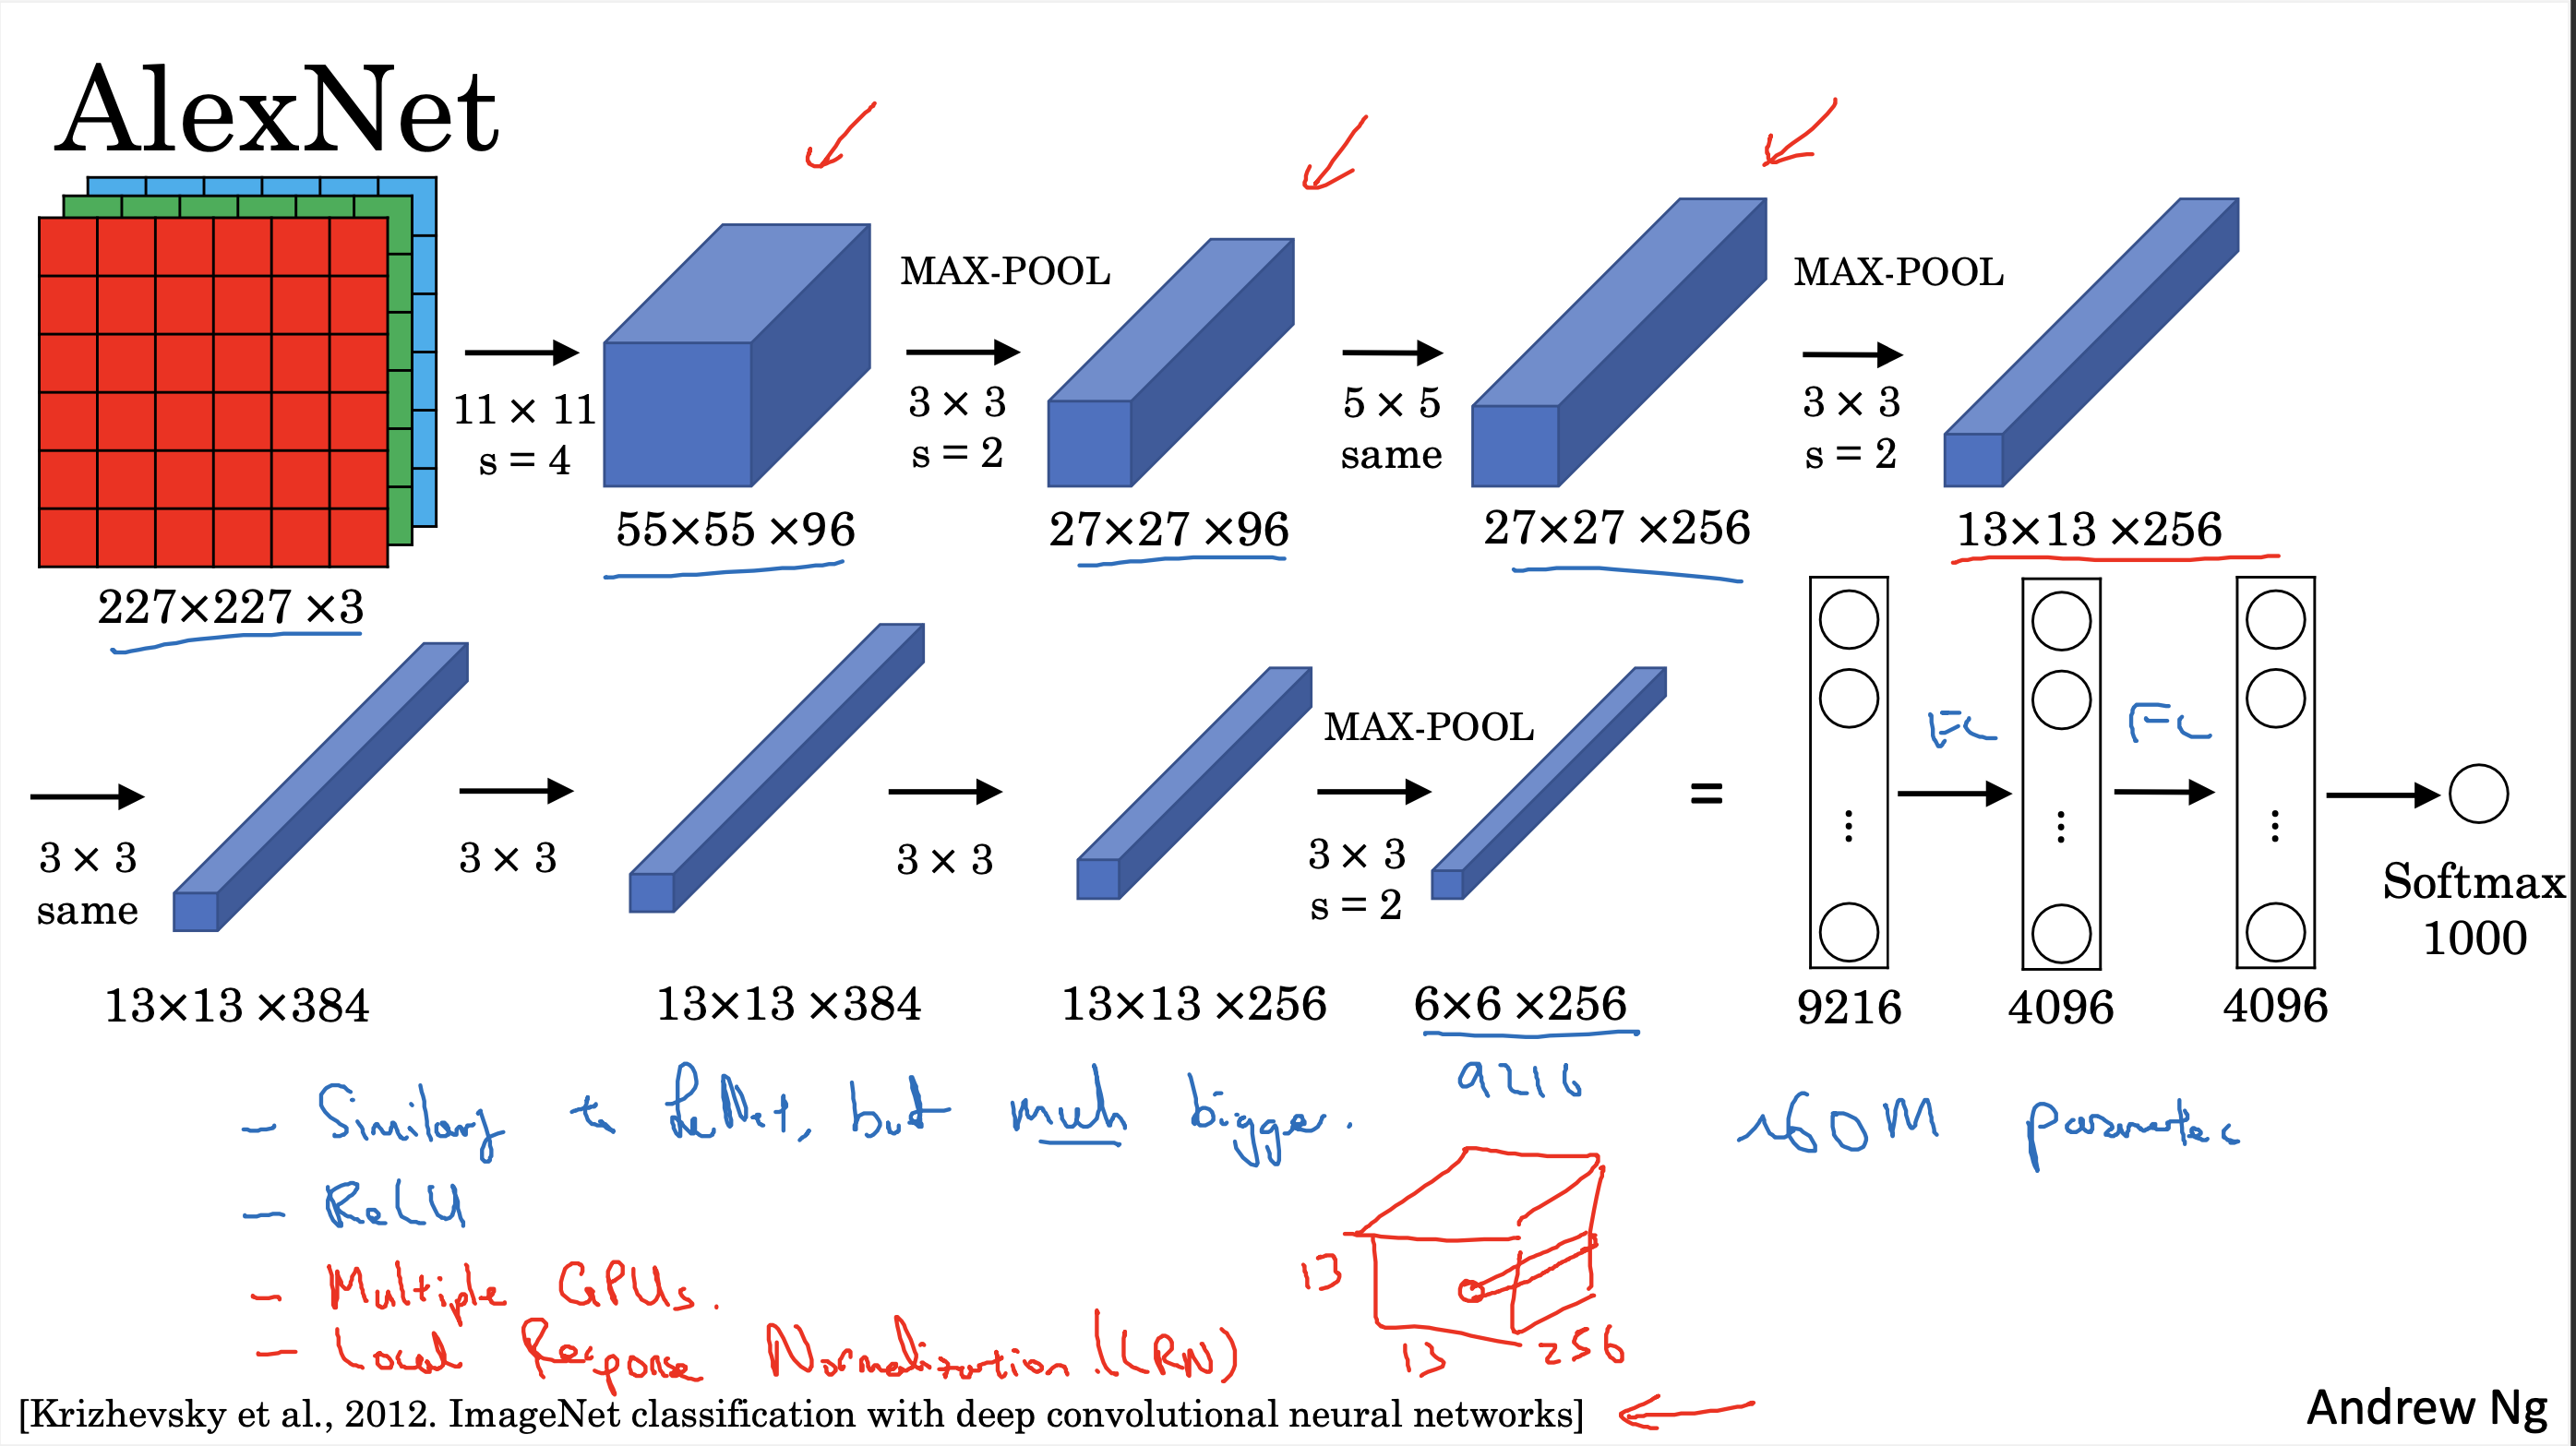 AlexNet
MAX-POOL
MAX-POOL
11 × 11
s = 4
3 × 3
s = 2
5 × 5
same
3 × 3
s = 2
227×227 ×3
55×55 ×96
27×27 ×96
27×27 ×256
13×13 ×256
MAX-POOL
FC
FC
3 × 3
same
3 × 3
3 × 3
3 × 3
s = 2
=
Softmax
1000
13×13 ×384
13×13 ×384
13×13 ×256
6×6 ×256
9216
4096
4096
9216
- Similary to LeNet, but much bigger.
~60M parameters
- ReLU
- Multiple GPUs.
- Local Response Normalization (LRN)
13
13
256
[Krizhevsky et al., 2012. ImageNet classification with deep convolutional neural networks]
Andrew Ng